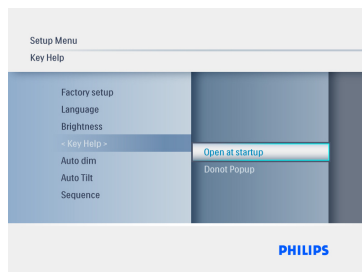 Setup Menu
Key Help
Factory setup
Language
Brightness
« Key Help »
Auto dim
Auto Tilt
Sequence
Open at startup
Donot Popup
PHILIPS